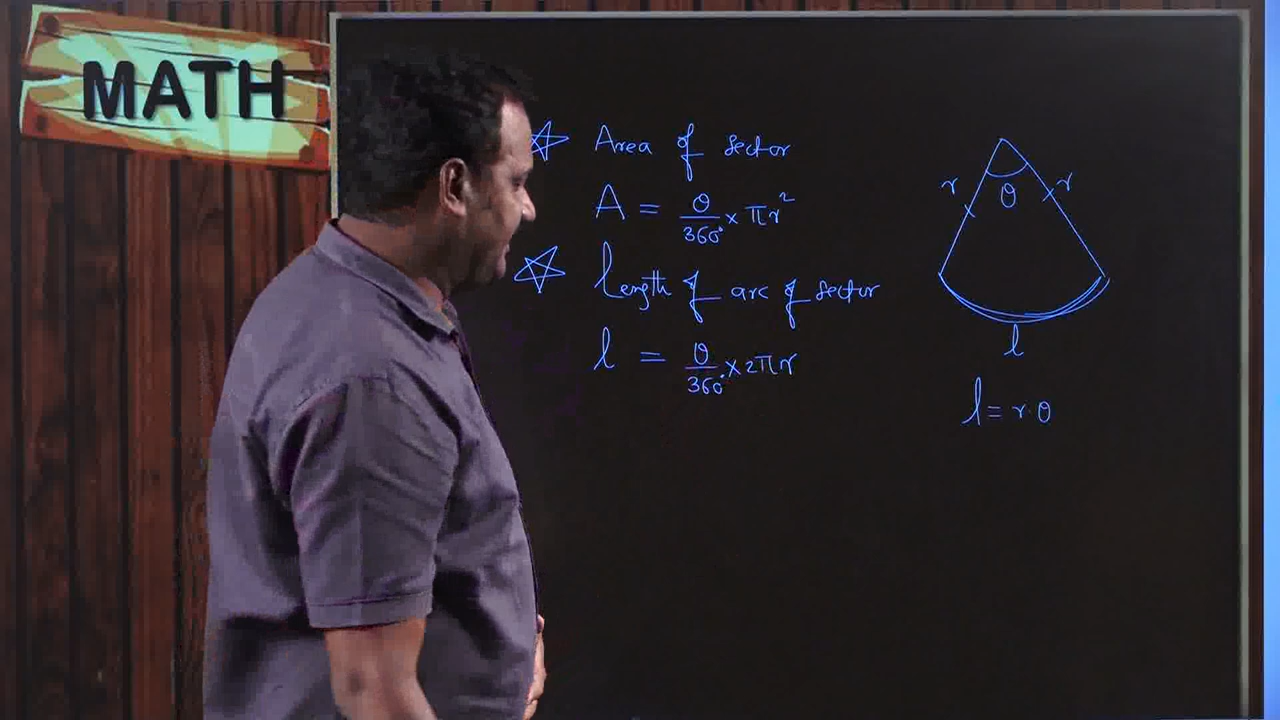 MATH
☆ Area of sector
A = θ/360° × πr²
☆ Length of arc of sector
l = θ/360° × 2πr
r θ r
l
l = r·θ